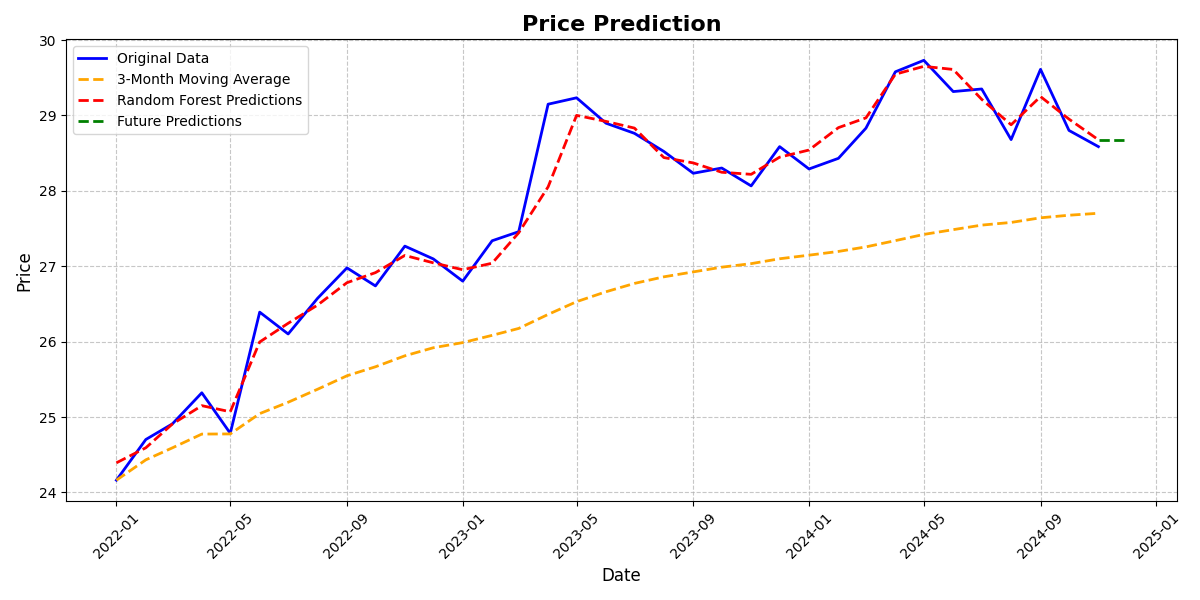 Price Prediction
Original Data
3-Month Moving Average
Random Forest Predictions
Future Predictions
30
29
28
27
26
25
24
Price
2022-01
2022-05
2022-09
2023-01
2023-05
2023-09
2024-01
2024-05
2024-09
2025-01
Date